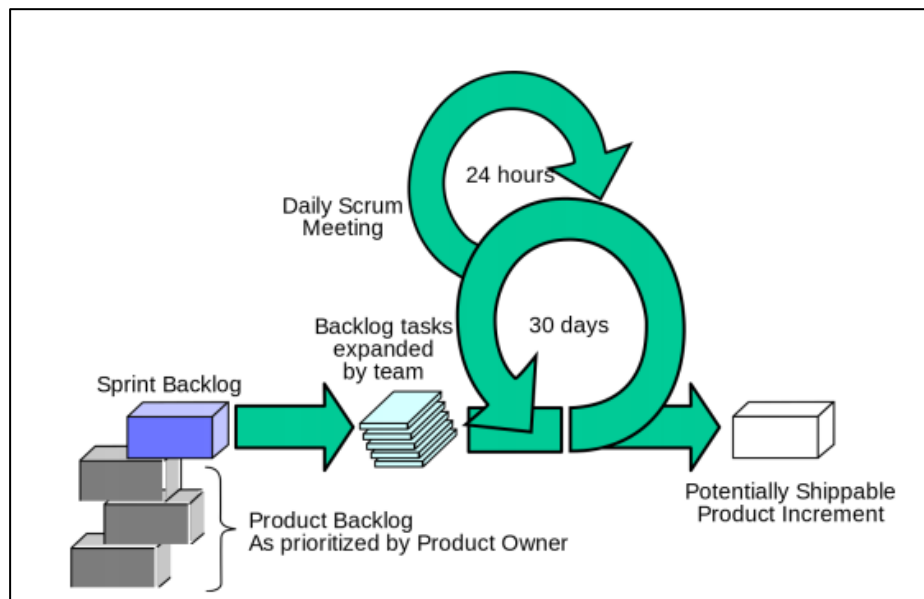 24 hours
Daily Scrum
Meeting
30 days
Backlog tasks
expanded
by team
Sprint Backlog
Potentially Shippable
Product Increment
Product Backlog
As prioritized by Product Owner